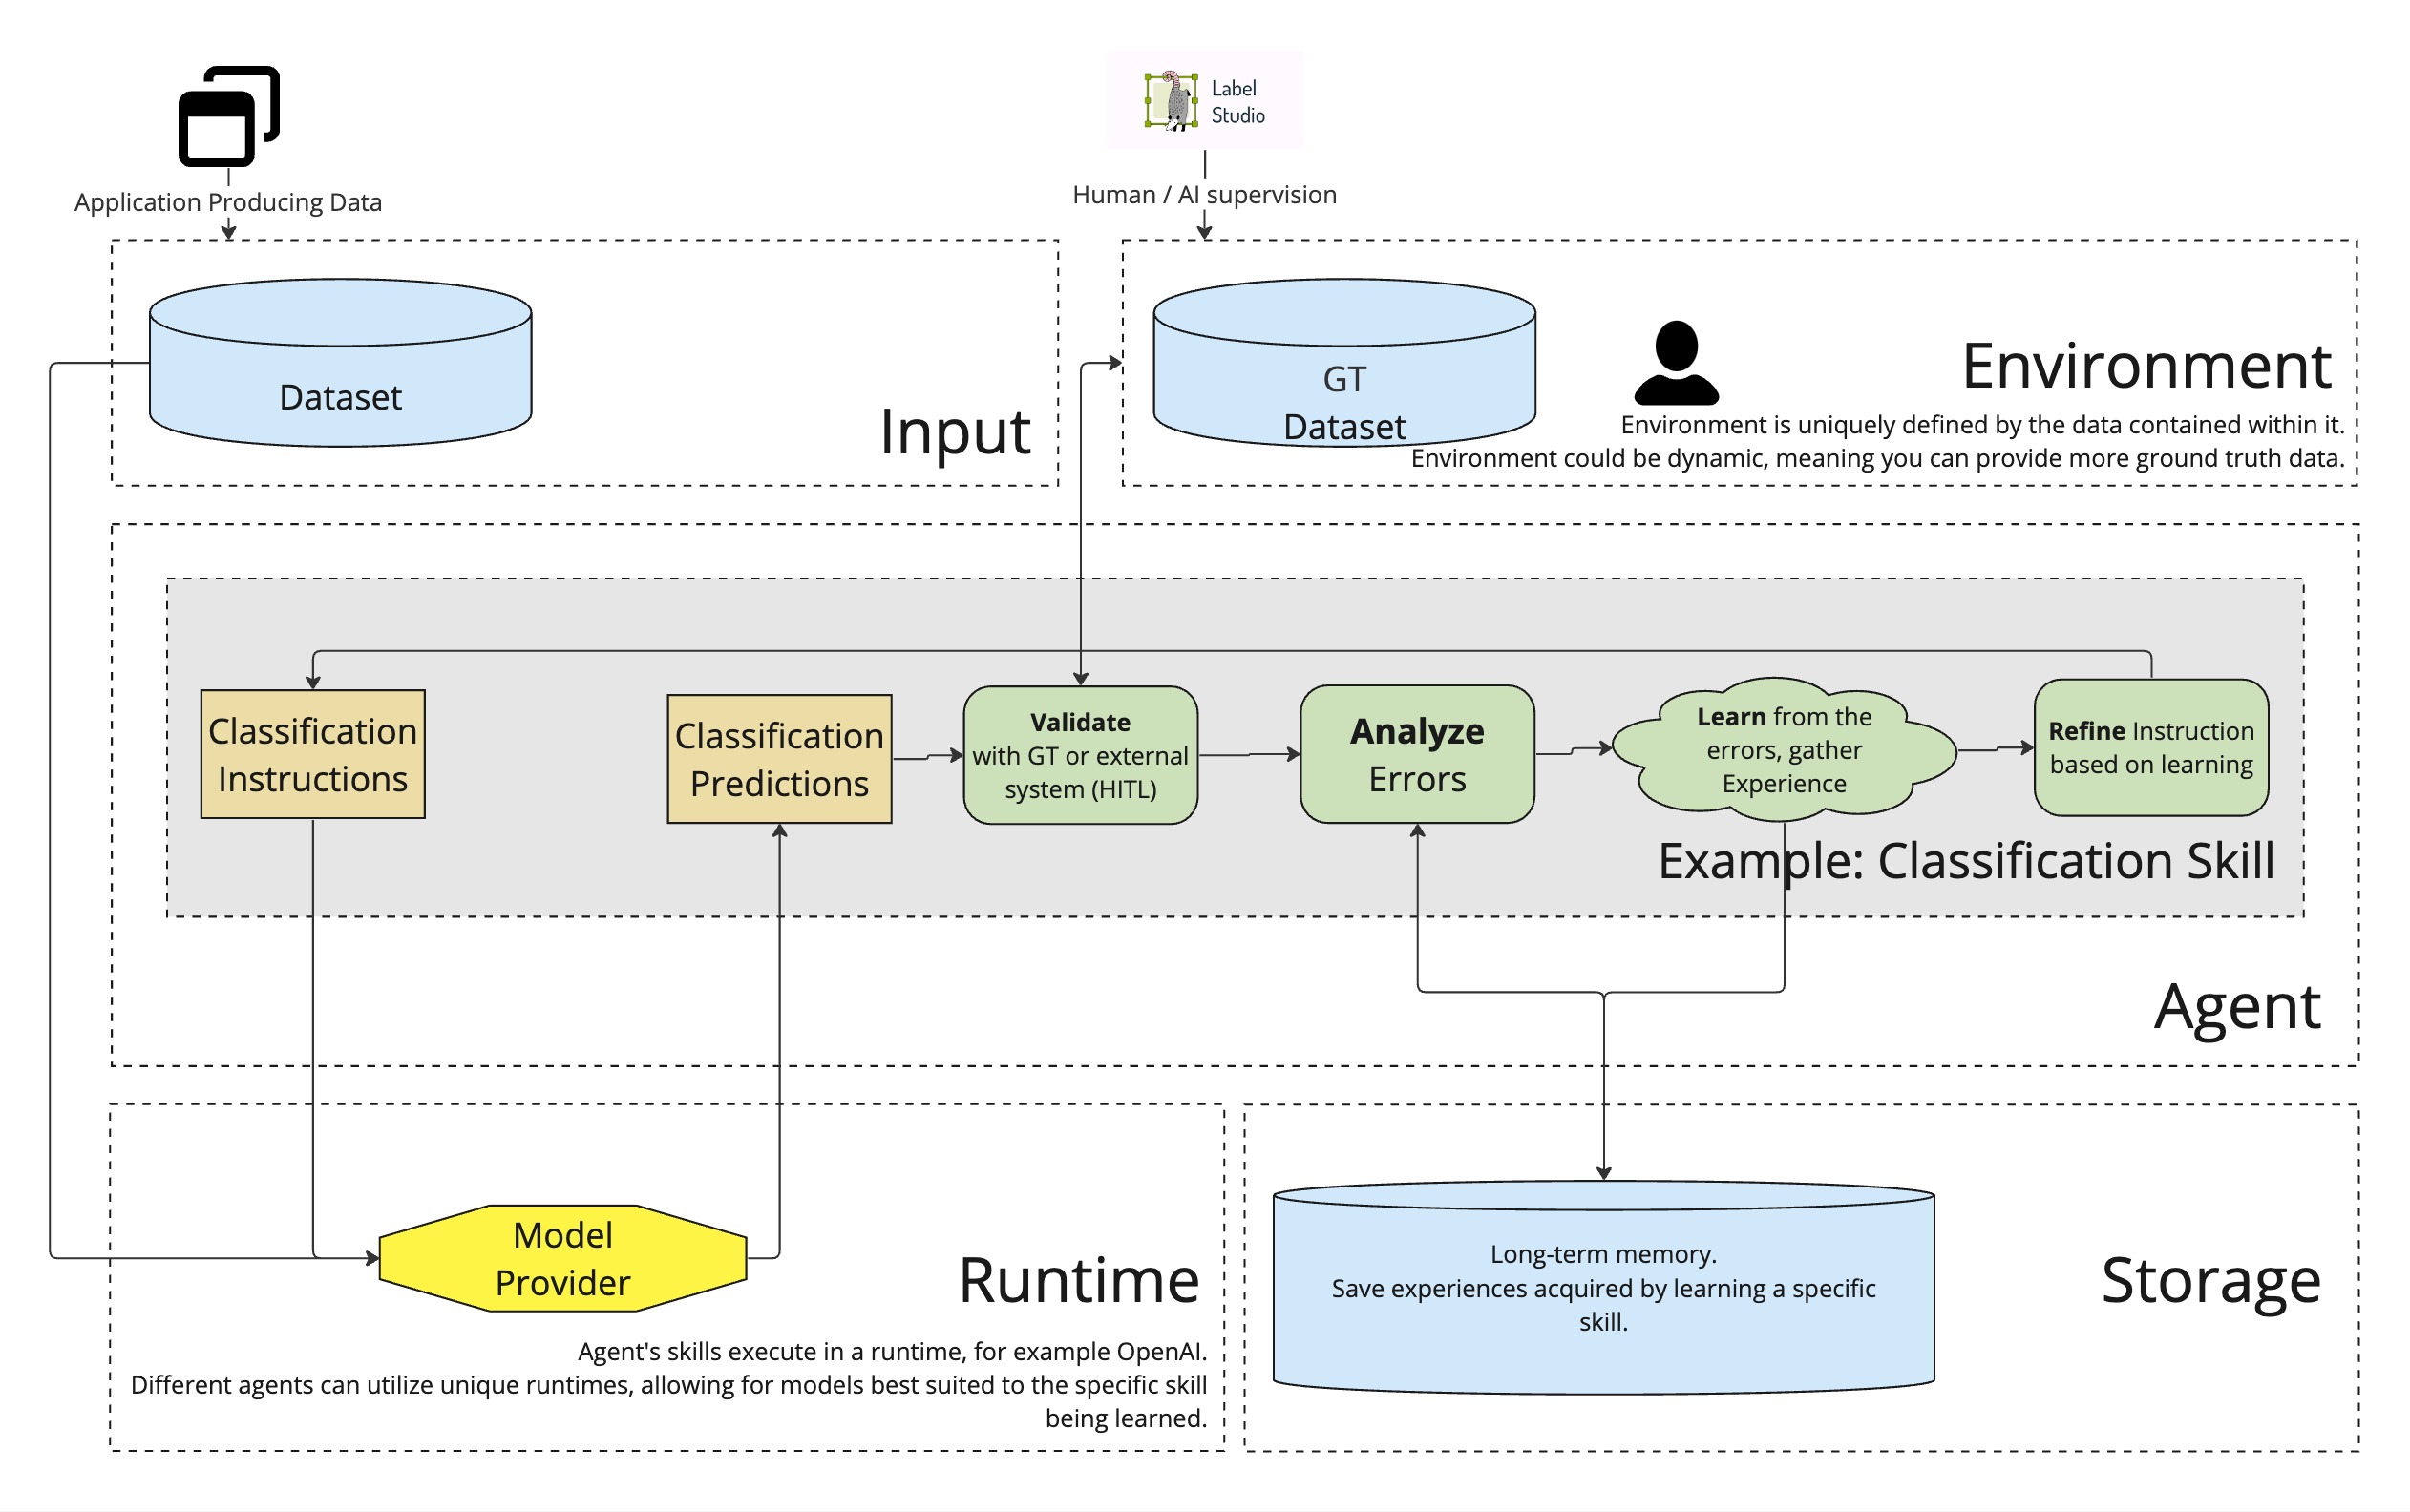 Label
Studio
Application Producing Data
Human / AI supervision
Dataset
Input
GT
Dataset
Environment
Environment is uniquely defined by the data contained within it.
Environment could be dynamic, meaning you can provide more ground truth data.
Classification
Instructions
Classification
Predictions
Validate
with GT or external
system (HITL)
Analyze
Errors
Learn from the
errors, gather
Experience
Refine Instruction
based on learning
Example: Classification Skill
Agent
Model
Provider
Runtime
Agent's skills execute in a runtime, for example OpenAI.
Different agents can utilize unique runtimes, allowing for models best suited to the specific skill
being learned.
Long-term memory.
Save experiences acquired by learning a specific
skill.
Storage